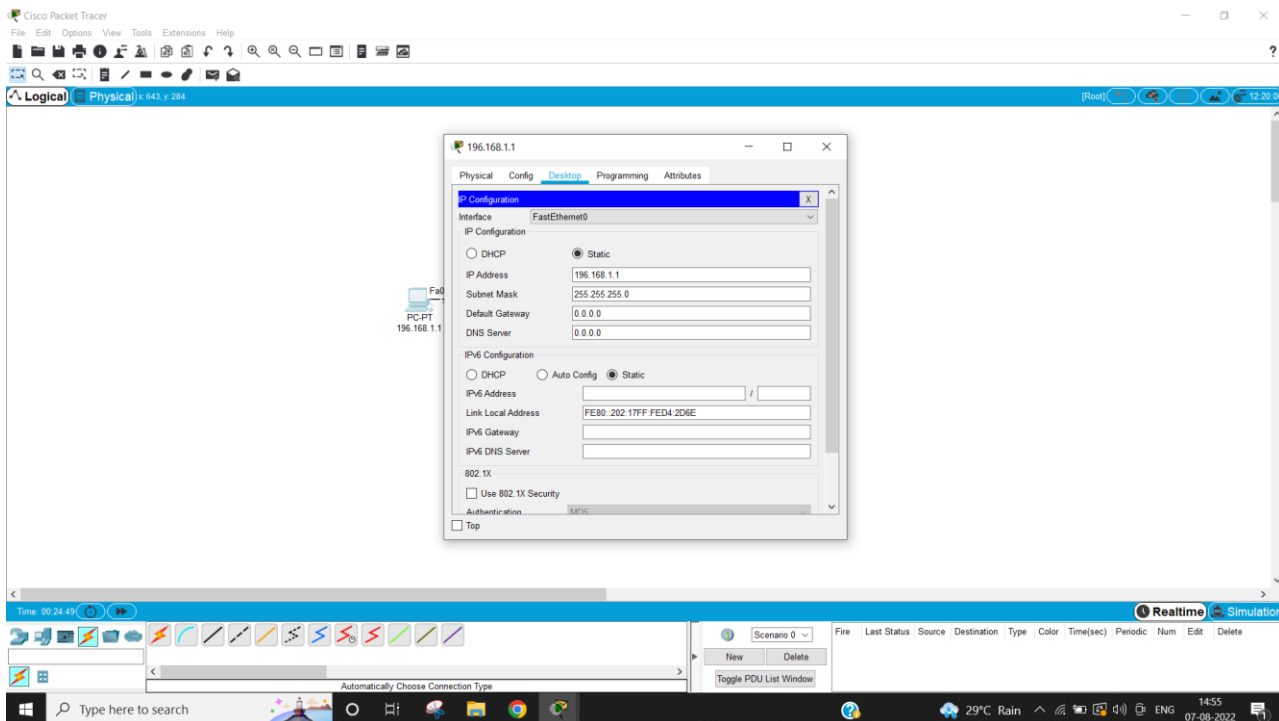 Cisco Packet Tracer
File Edit Options View Tools Extensions Help
?
Logical Physical x: 643, y: 284 [Root] 12:20:0
196.168.1.1
Physical Config Desktop Programming Attributes
IP Configuration X
Interface FastEthernet0
IP Configuration
DHCP Static
IP Address 196.168.1.1
Subnet Mask 255.255.255.0
Default Gateway 0.0.0.0
DNS Server 0.0.0.0
IPv6 Configuration
DHCP Auto Config Static
IPv6 Address /
Link Local Address FE80::202:17FF:FED4:2D6E
IPv6 Gateway
IPv6 DNS Server
802.1X
Use 802.1X Security
Authentication MD5
Top
Fa0
PC-PT
196.168.1.1
Time: 00:24:49 Realtime Simulation
Scenario 0 Fire Last Status Source Destination Type Color Time(sec) Periodic Num Edit Delete
New Delete
Toggle PDU List Window
Automatically Choose Connection Type
Type here to search 29°C Rain ENG 14:55
07-08-2022